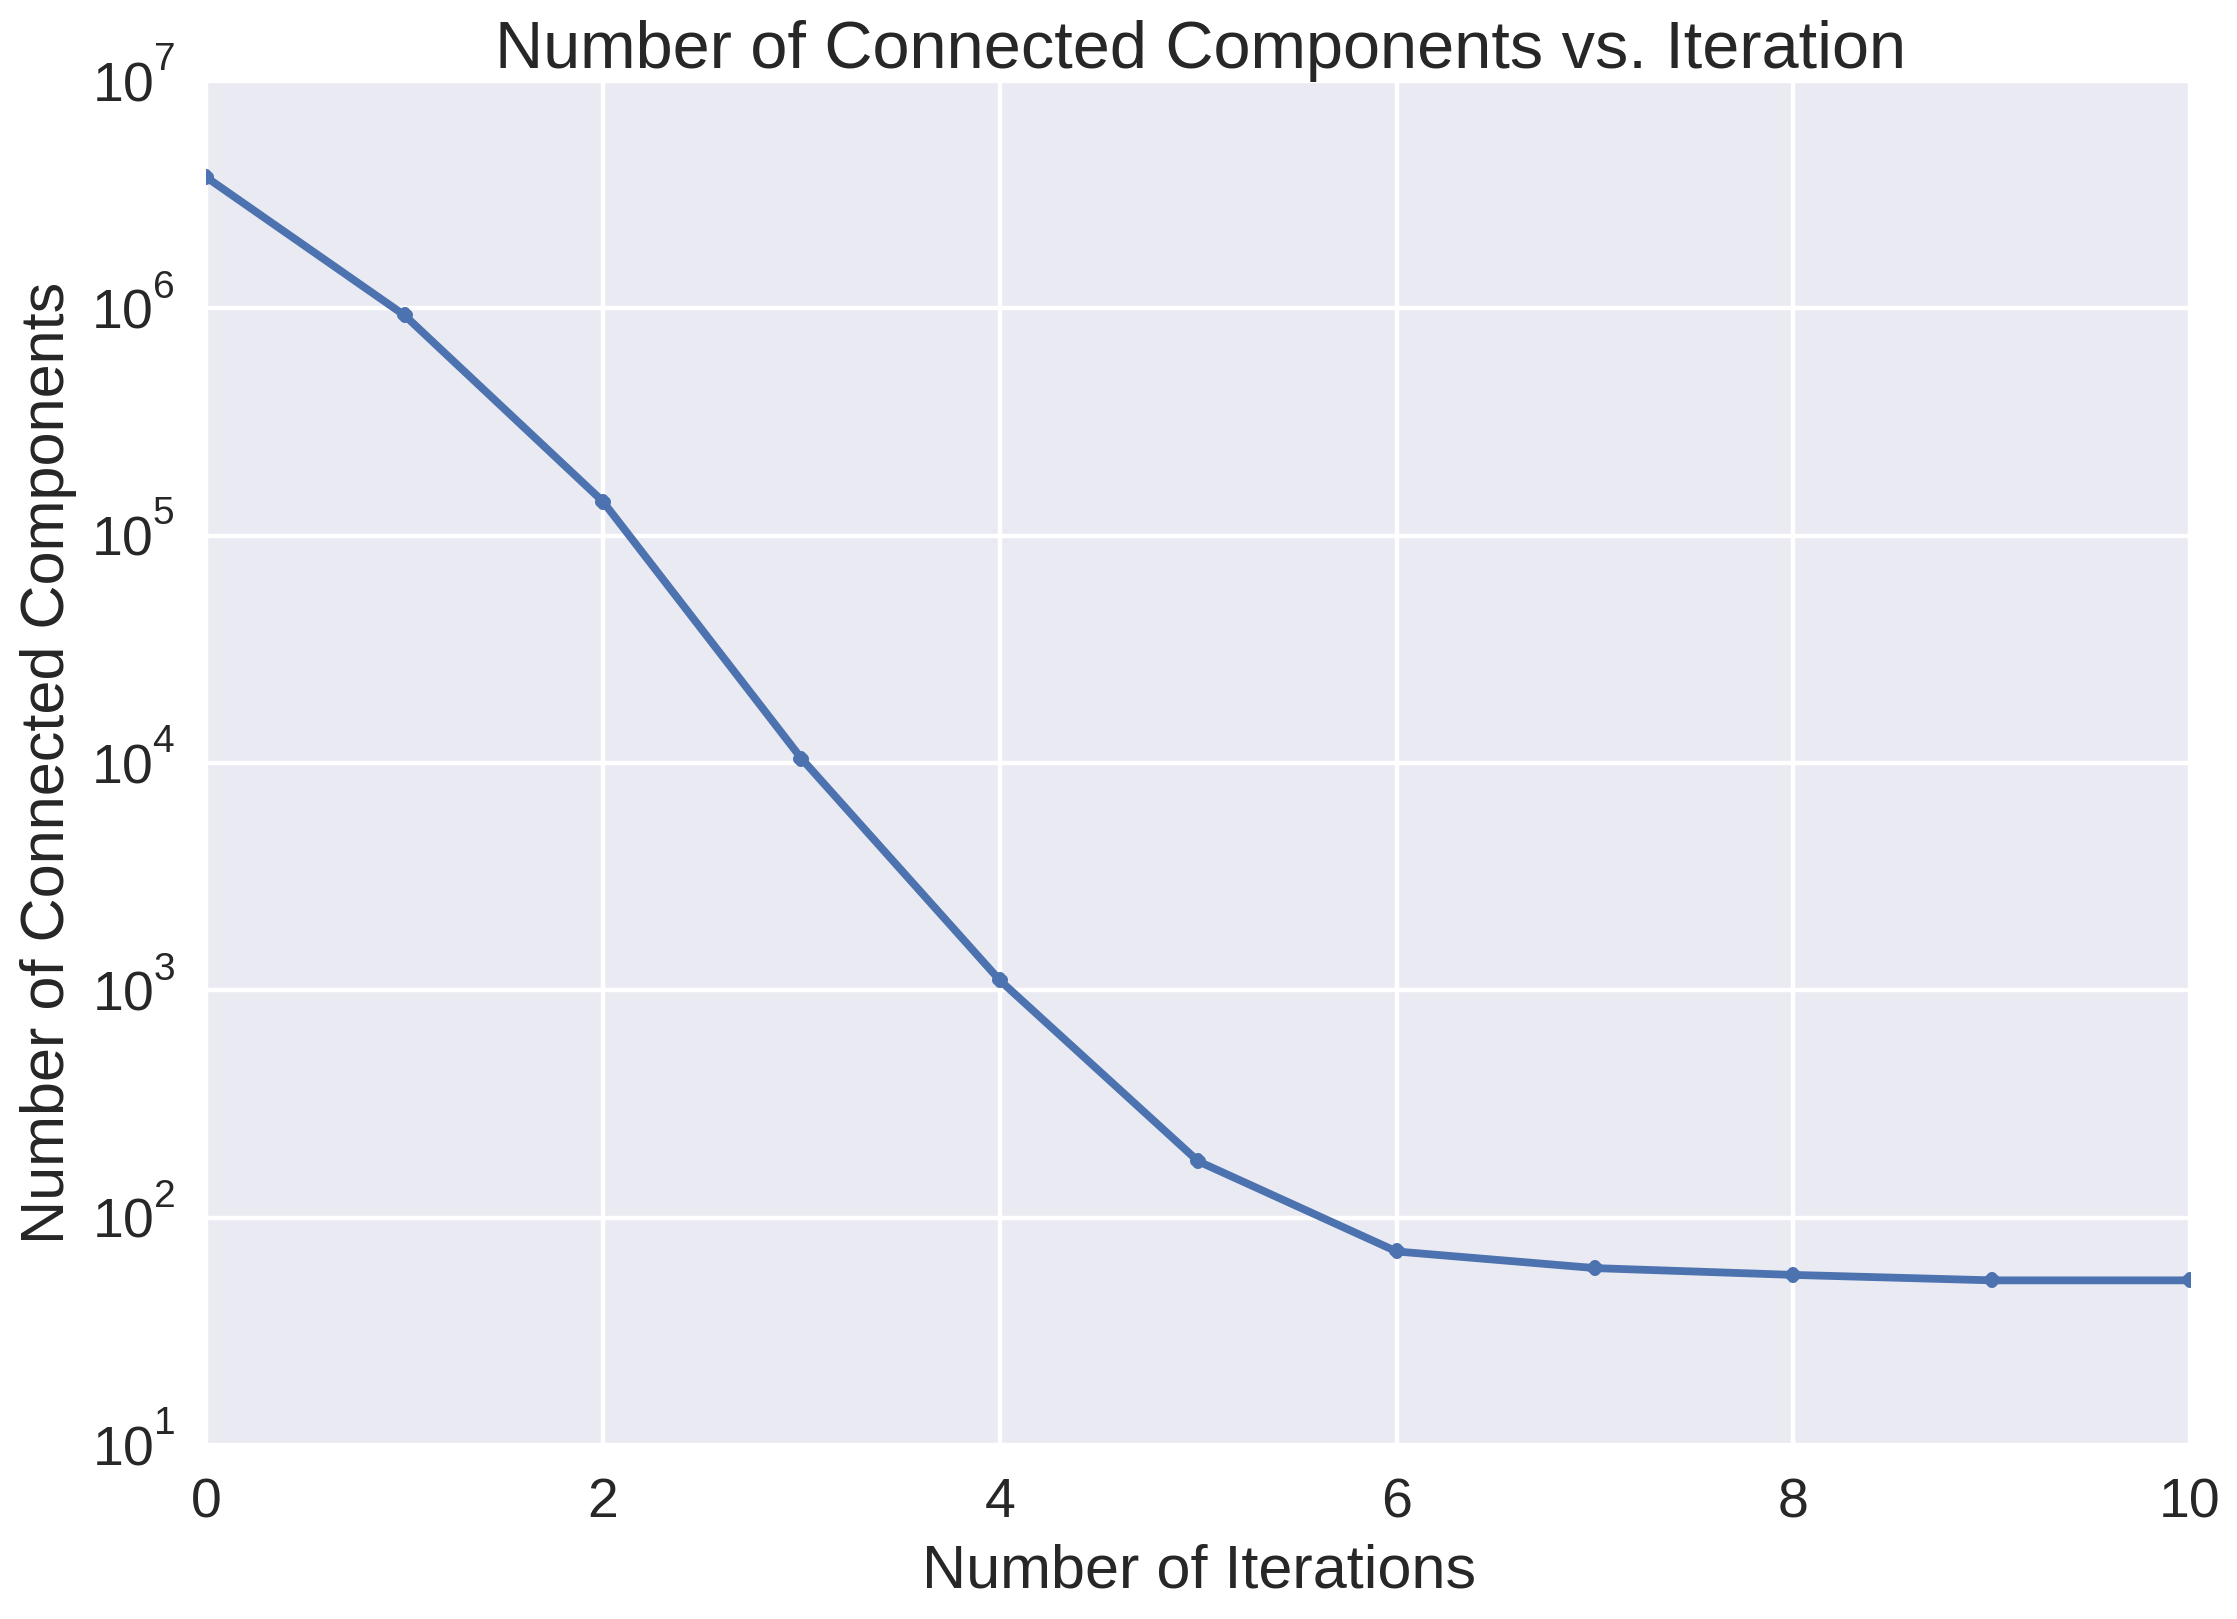 Number of Connected Components vs. Iteration
Number of Connected Components
10^7
10^6
10^5
10^4
10^3
10^2
10^1
0 2 4 6 8 10
Number of Iterations